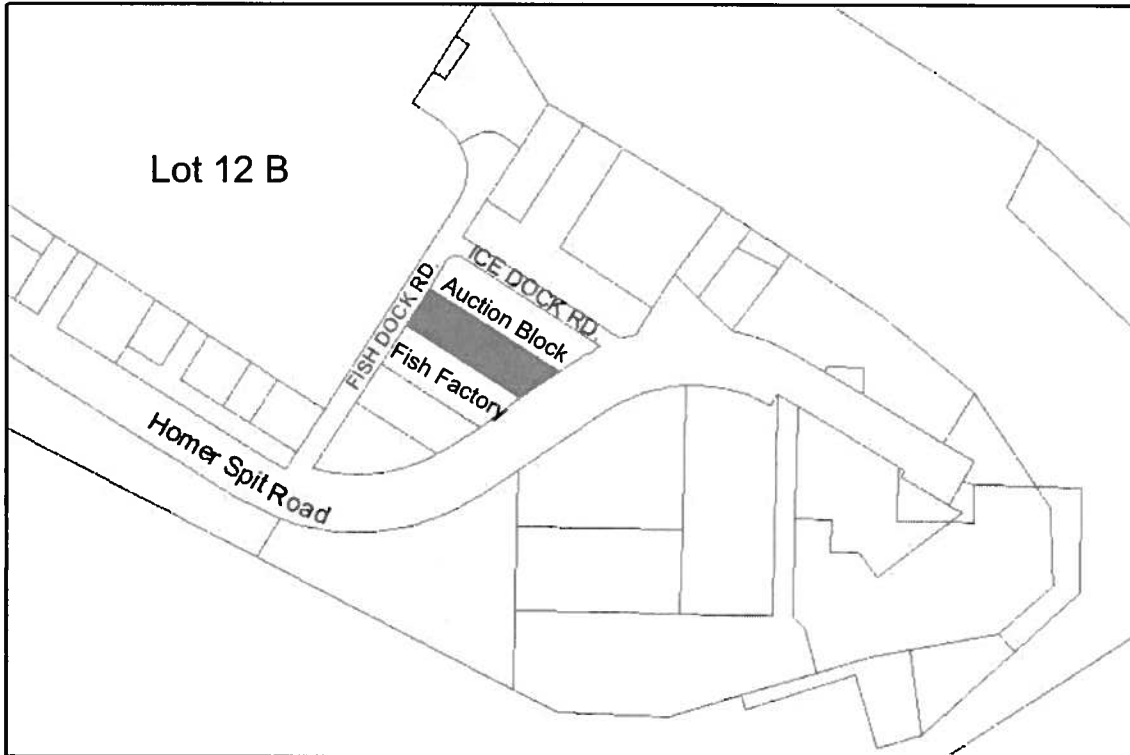 Lot 12 B
ICE DOCK RD.
Auction Block
FISH DOCK RD.
Fish Factory
Homer Spit Road